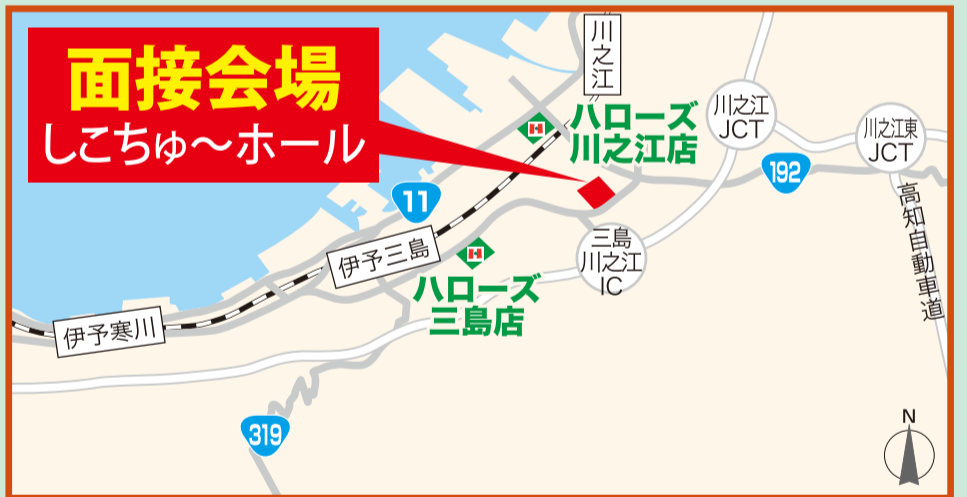 面接会場
しこちゅ～ホール
川之江
ハローズ
川之江店
川之江
JCT
川之江東
JCT
192
11
高知自動車道
伊予三島
三島
川之江
IC
ハローズ
三島店
伊予寒川
319
N
H
H